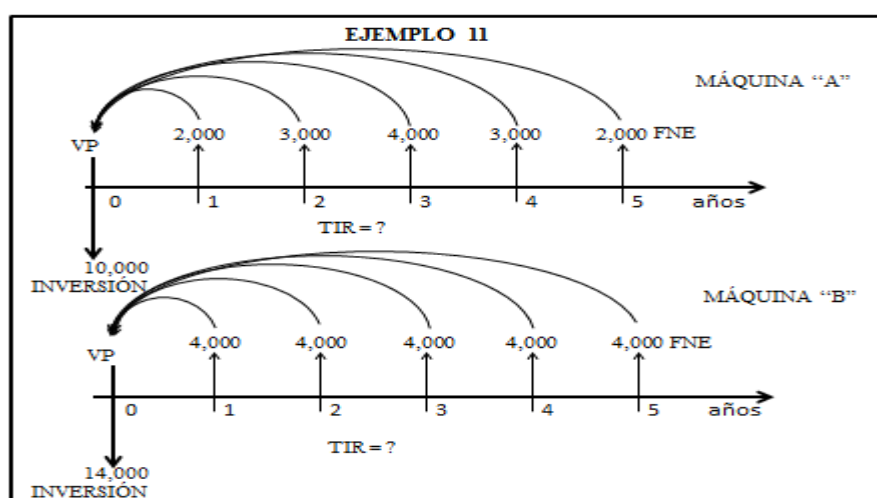 EJEMPLO 11
MÁQUINA “A”
VP 2,000 3,000 4,000 3,000 2,000 FNE
0 1 2 3 4 5 años
TIR = ?
10,000
INVERSIÓN
MÁQUINA “B”
VP 4,000 4,000 4,000 4,000 4,000 FNE
0 1 2 3 4 5 años
TIR = ?
14,000
INVERSIÓN